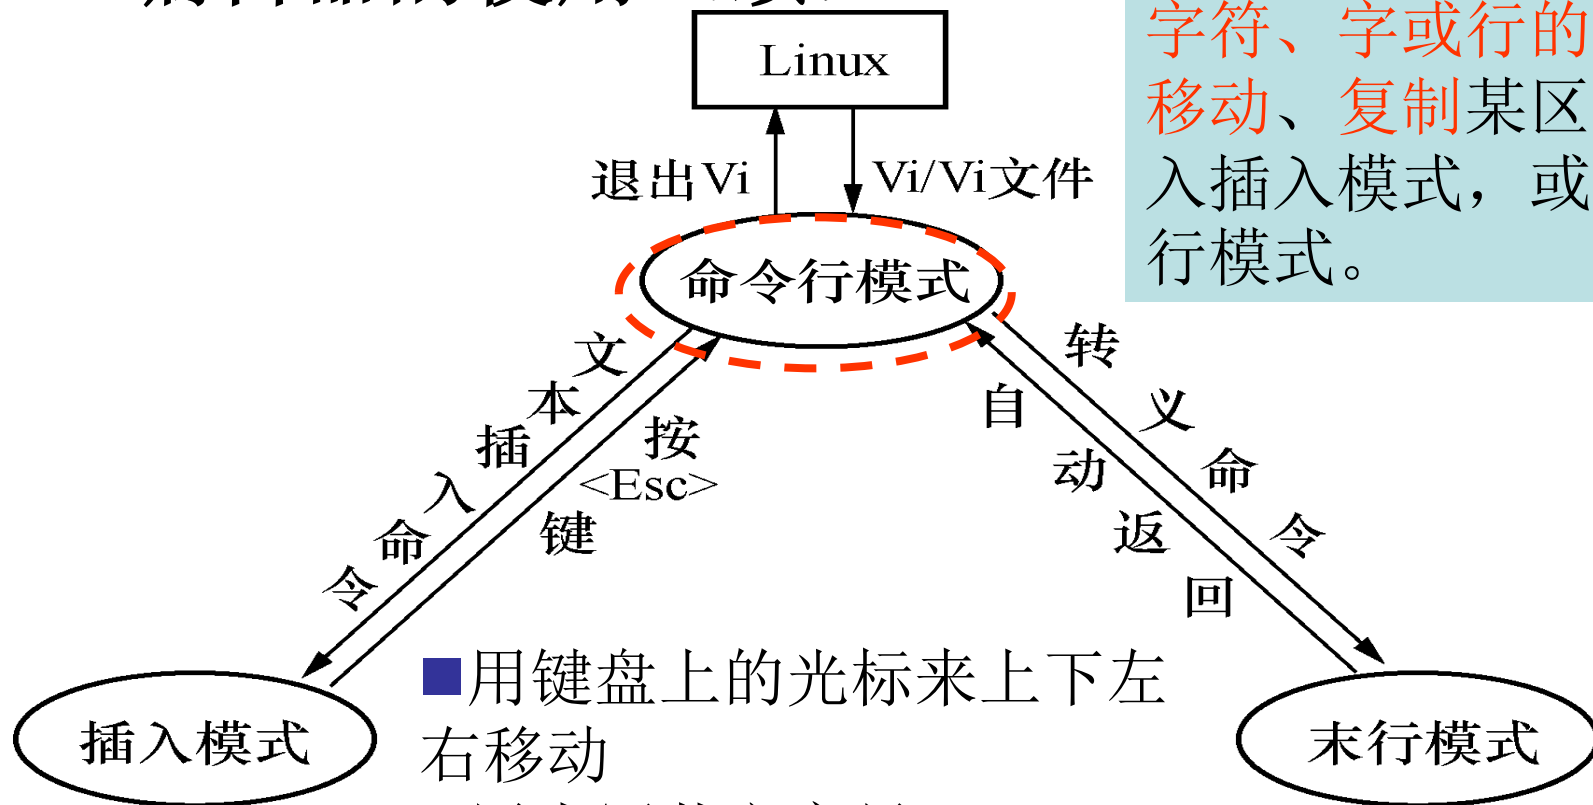 Linux
字符、字或行的
移动、复制某区
入插入模式，或
行模式。
退出Vi
Vi/Vi文件
命令行模式
文本插入命令
按
<Esc>
键
自动返回
转义命令
■用键盘上的光标来上下左
右移动
插入模式
末行模式